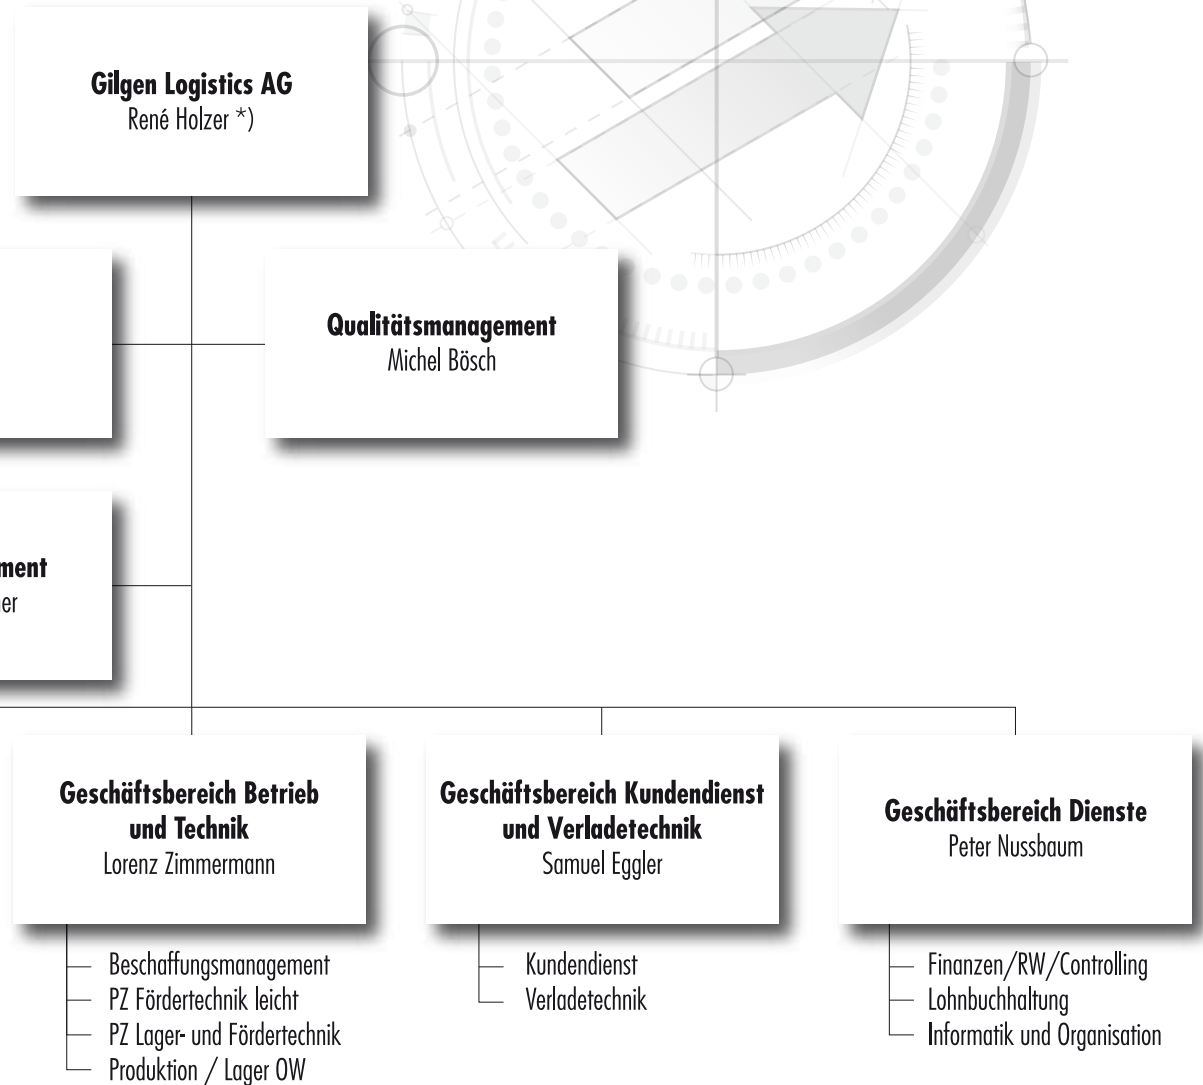 Gilgen Logistics AG
René Holzer *)
Qualitätsmanagement
Michel Bösch
Geschäftsbereich Betrieb
und Technik
Lorenz Zimmermann
Beschaffungsmanagement
PZ Fördertechnik leicht
PZ Lager- und Fördertechnik
Produktion / Lager OW
Geschäftsbereich Kundendienst
und Verladetechnik
Samuel Eggler
Kundendienst
Verladetechnik
Geschäftsbereich Dienste
Peter Nussbaum
Finanzen/RW/Controlling
Lohnbuchhaltung
Informatik und Organisation